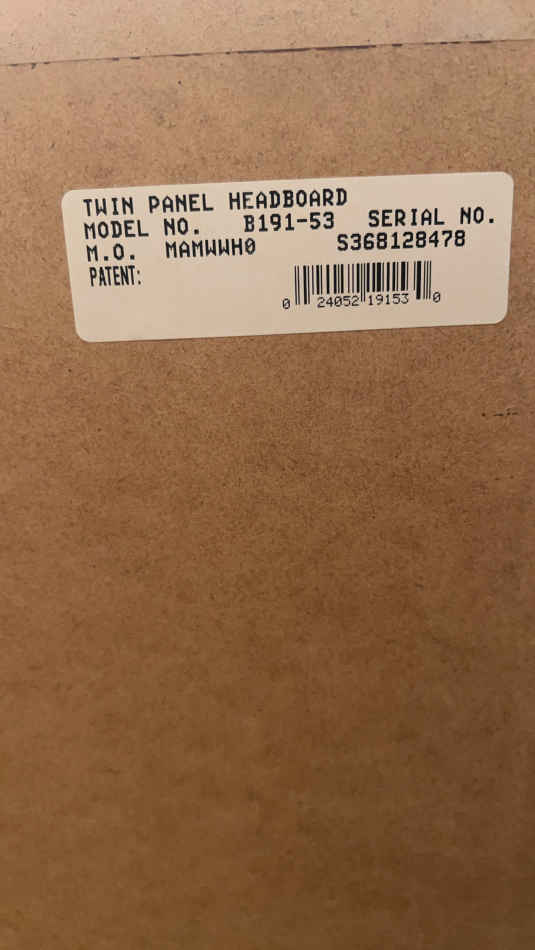 TWIN PANEL HEADBOARD
MODEL NO. B191-53 SERIAL NO.
M.O. MAMWWH0 S368128478
PATENT:
0 24052 19153 0